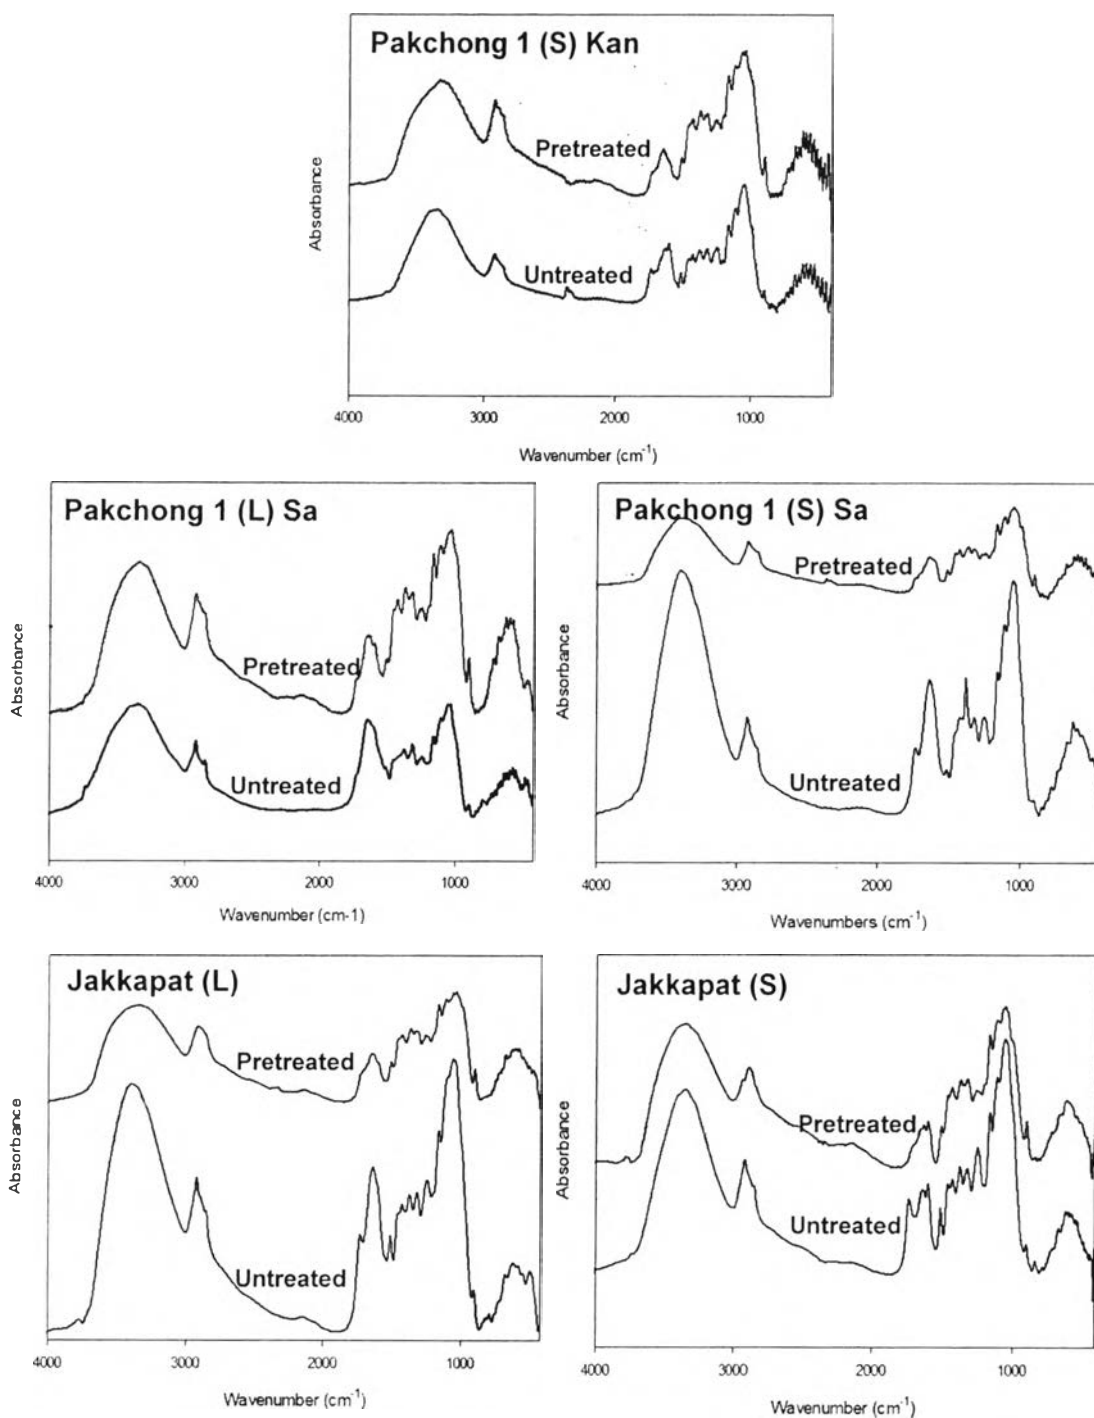 Pakchong 1 (S) Kan
Pretreated
Untreated
Absorbance
4000 3000 2000 1000
Wavenumber (cm-1)
Pakchong 1 (L) Sa
Pretreated
Untreated
Absorbance
4000 3000 2000 1000
Wavenumber (cm-1)
Pakchong 1 (S) Sa
Pretreated
Untreated
Absorbance
4000 3000 2000 1000
Wavenumbers (cm-1)
Jakkapat (L)
Pretreated
Untreated
Absorbance
4000 3000 2000 1000
Wavenumber (cm-1)
Jakkapat (S)
Pretreated
Untreated
Absorbance
4000 3000 2000 1000
Wavenumber (cm-1)